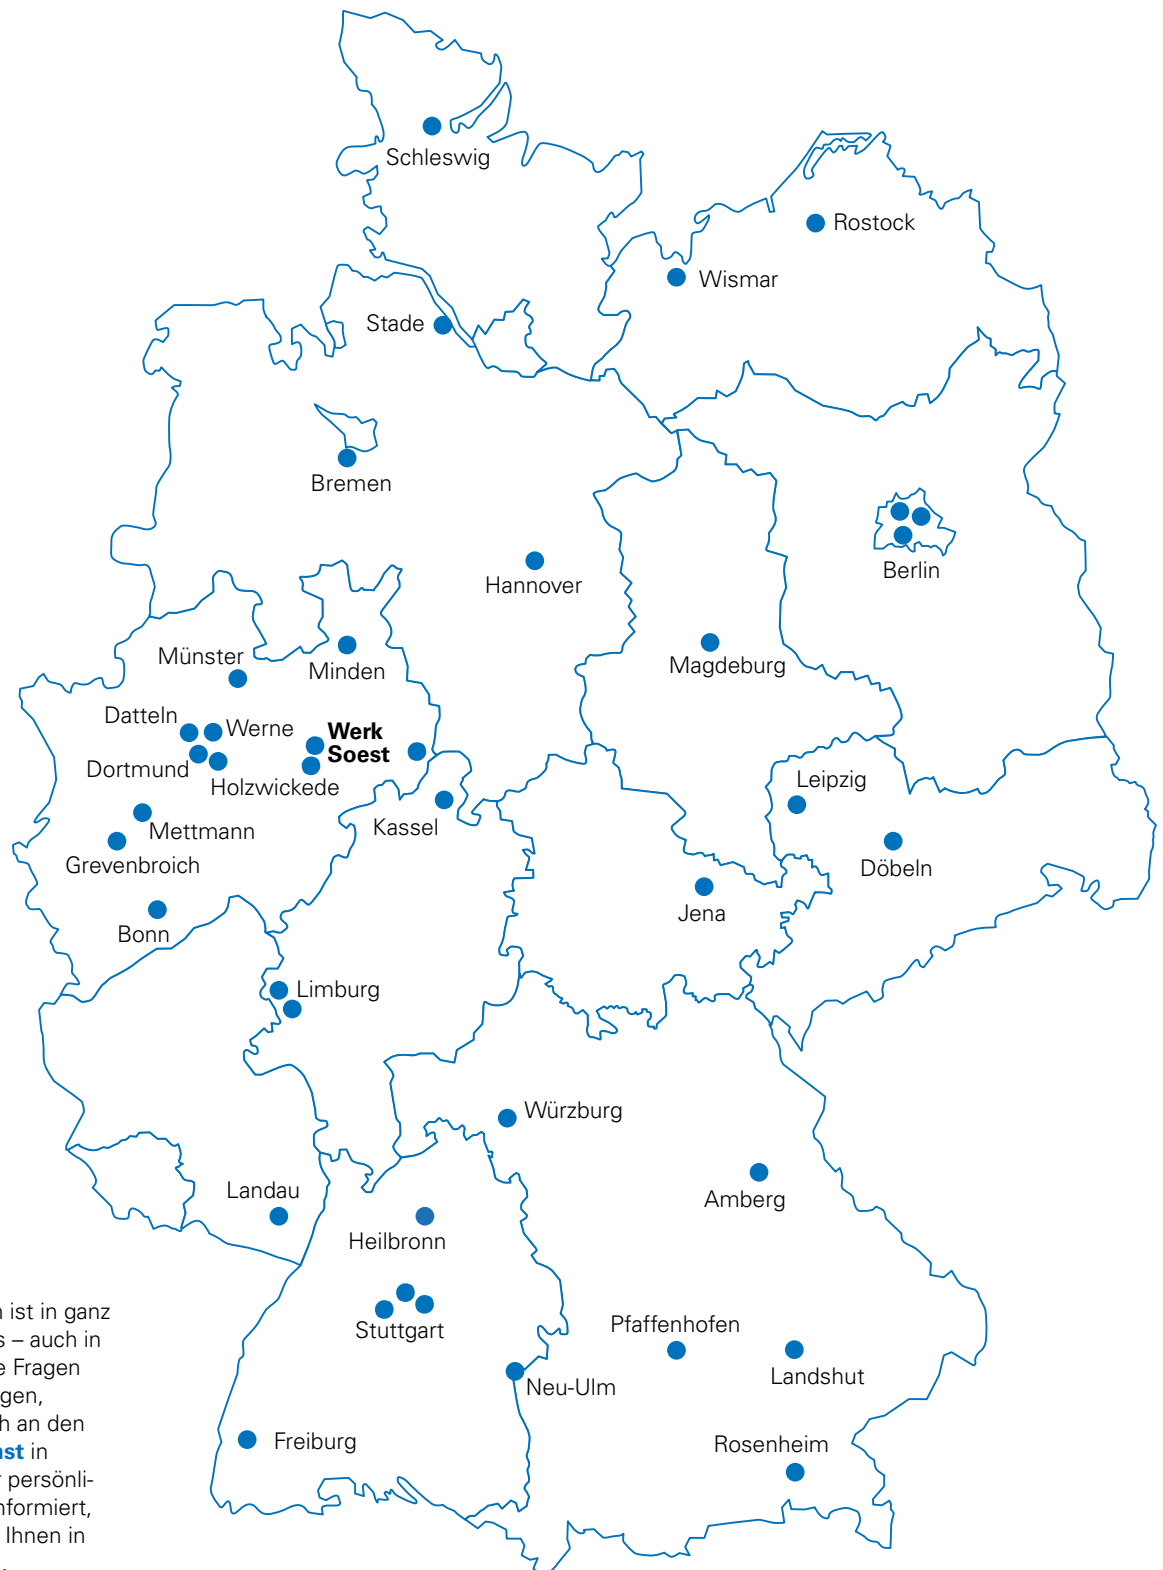 Schleswig
Rostock
Wismar
Stade
Bremen
Berlin
Hannover
Münster
Minden
Magdeburg
Datteln
Werne
Werk
Soest
Dortmund
Holzwickede
Leipzig
Kassel
Mettmann
Grevenbroich
Döbeln
Jena
Bonn
Limburg
Würzburg
Landau
Amberg
Heilbronn
Stuttgart
Pfaffenhofen
Landshut
Neu-Ulm
Freiburg
Rosenheim
ist in ganz
– auch in
Fragen
gen,
an den
in
persönli-
nformiert,
Ihnen in